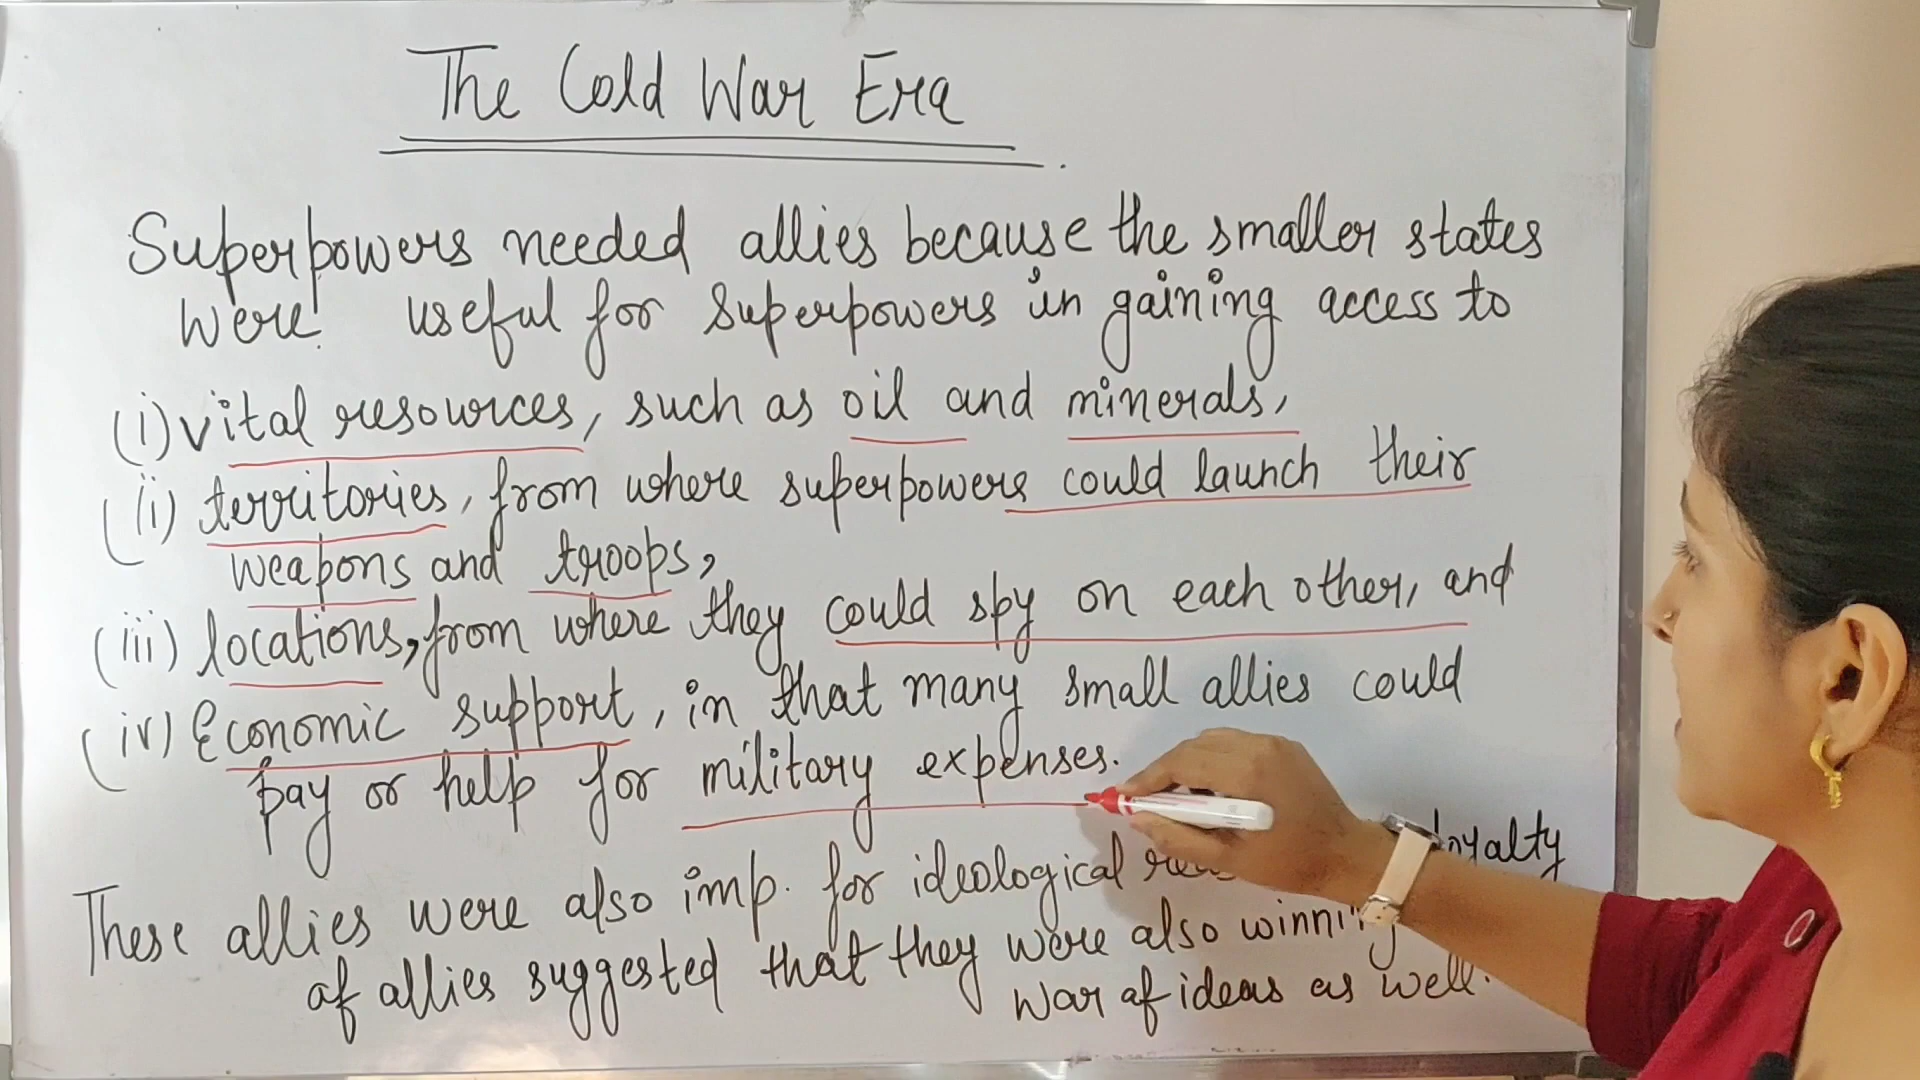 The Cold War Era
Superpowers needed allies because the smaller states
were useful for superpowers in gaining access to
(i) vital resources, such as oil and minerals,
(ii) territories, from where superpowers could launch their
weapons and troops,
(iii) locations, from where they could spy on each other, and
(iv) Economic support, in that many small allies could
pay or help for military expenses.
These allies were also imp. for ideological loyalty
of allies suggested that they were also winning
war of ideas as well.